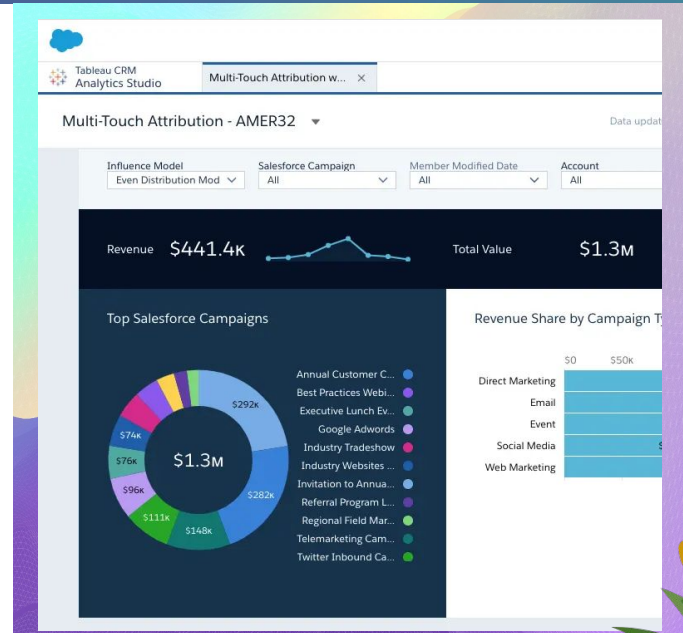 Tableau CRM
Analytics Studio
Multi-Touch Attribution w... ×
Multi-Touch Attribution - AMER32
Data updat
Influence Model
Even Distribution Mod
Salesforce Campaign
All
Member Modified Date
All
Account
All
Revenue $441.4K
Total Value $1.3M
Top Salesforce Campaigns
$292K
$282K
$148K
$111K
$96K
$76K
$74K
$1.3M
Annual Customer C...
Best Practices Webi...
Executive Lunch Ev...
Google Adwords
Industry Tradeshow
Industry Websites ...
Invitation to Annua...
Referral Program L...
Regional Field Mar...
Telemarketing Cam...
Twitter Inbound Ca...
Revenue Share by Campaign Ty
$0 $50K
Direct Marketing
Email
Event
Social Media
Web Marketing